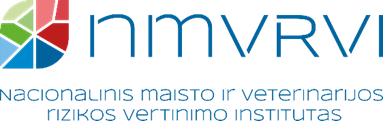 nmvrvi
nacionalinis maisto ir veterinarijos
rizikos vertinimo institutas